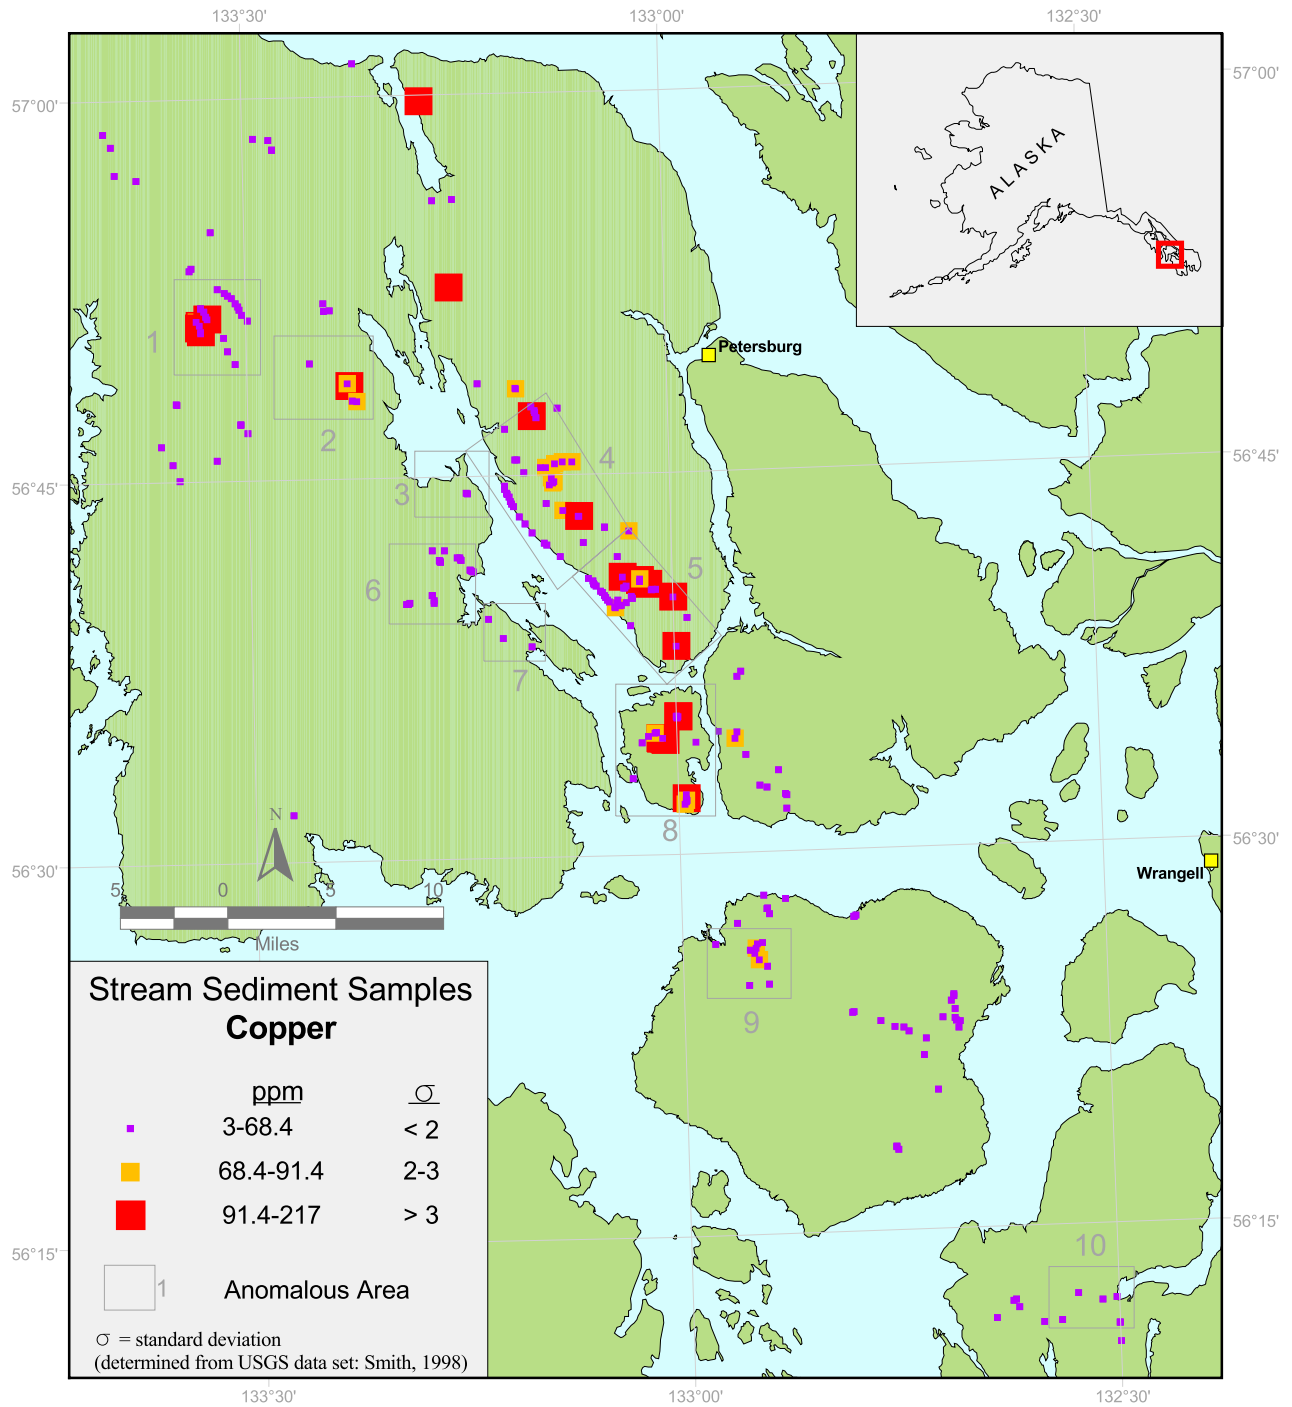 133°30'
133°00'
132°30'
57°00'
57°00'
ALASKA
1
Petersburg
2
4
3
56°45'
56°45'
5
6
7
8
N
56°30'
56°30'
5 0 5 10
Miles
Wrangell
9
Stream Sediment Samples
Copper
ppm σ
3-68.4 < 2
68.4-91.4 2-3
91.4-217 > 3
1 Anomalous Area
σ = standard deviation
(determined from USGS data set: Smith, 1998)
56°15'
56°15'
10
133°30'
133°00'
132°30'